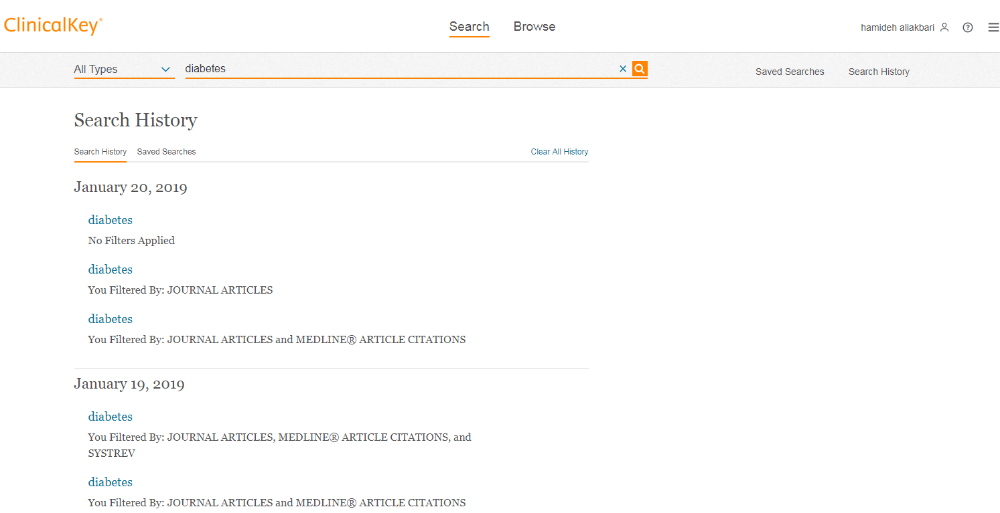 ClinicalKey®
Search Browse
hamideh aliakbari
All Types
diabetes
Saved Searches Search History
Search History
Search History Saved Searches Clear All History
January 20, 2019
diabetes
No Filters Applied
diabetes
You Filtered By: JOURNAL ARTICLES
diabetes
You Filtered By: JOURNAL ARTICLES and MEDLINE® ARTICLE CITATIONS
January 19, 2019
diabetes
You Filtered By: JOURNAL ARTICLES, MEDLINE® ARTICLE CITATIONS, and
SYSTREV
diabetes
You Filtered By: JOURNAL ARTICLES and MEDLINE® ARTICLE CITATIONS